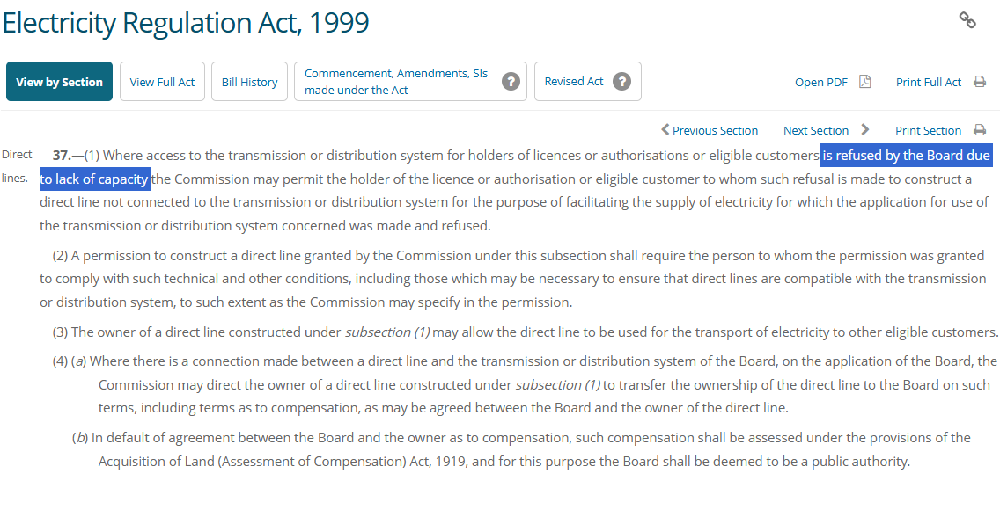 Electricity Regulation Act, 1999
View by Section
View Full Act
Bill History
Commencement, Amendments, SIs
made under the Act
?
Revised Act
?
Open PDF
Print Full Act
Previous Section
Next Section
Print Section
Direct
lines.
37.—(1) Where access to the transmission or distribution system for holders of licences or authorisations or eligible customers is refused by the Board due
to lack of capacity the Commission may permit the holder of the licence or authorisation or eligible customer to whom such refusal is made to construct a
direct line not connected to the transmission or distribution system for the purpose of facilitating the supply of electricity for which the application for use of
the transmission or distribution system concerned was made and refused.
(2) A permission to construct a direct line granted by the Commission under this subsection shall require the person to whom the permission was granted
to comply with such technical and other conditions, including those which may be necessary to ensure that direct lines are compatible with the transmission
or distribution system, to such extent as the Commission may specify in the permission.
(3) The owner of a direct line constructed under subsection (1) may allow the direct line to be used for the transport of electricity to other eligible customers.
(4) (a) Where there is a connection made between a direct line and the transmission or distribution system of the Board, on the application of the Board, the
Commission may direct the owner of a direct line constructed under subsection (1) to transfer the ownership of the direct line to the Board on such
terms, including terms as to compensation, as may be agreed between the Board and the owner of the direct line.
(b) In default of agreement between the Board and the owner as to compensation, such compensation shall be assessed under the provisions of the
Acquisition of Land (Assessment of Compensation) Act, 1919, and for this purpose the Board shall be deemed to be a public authority.